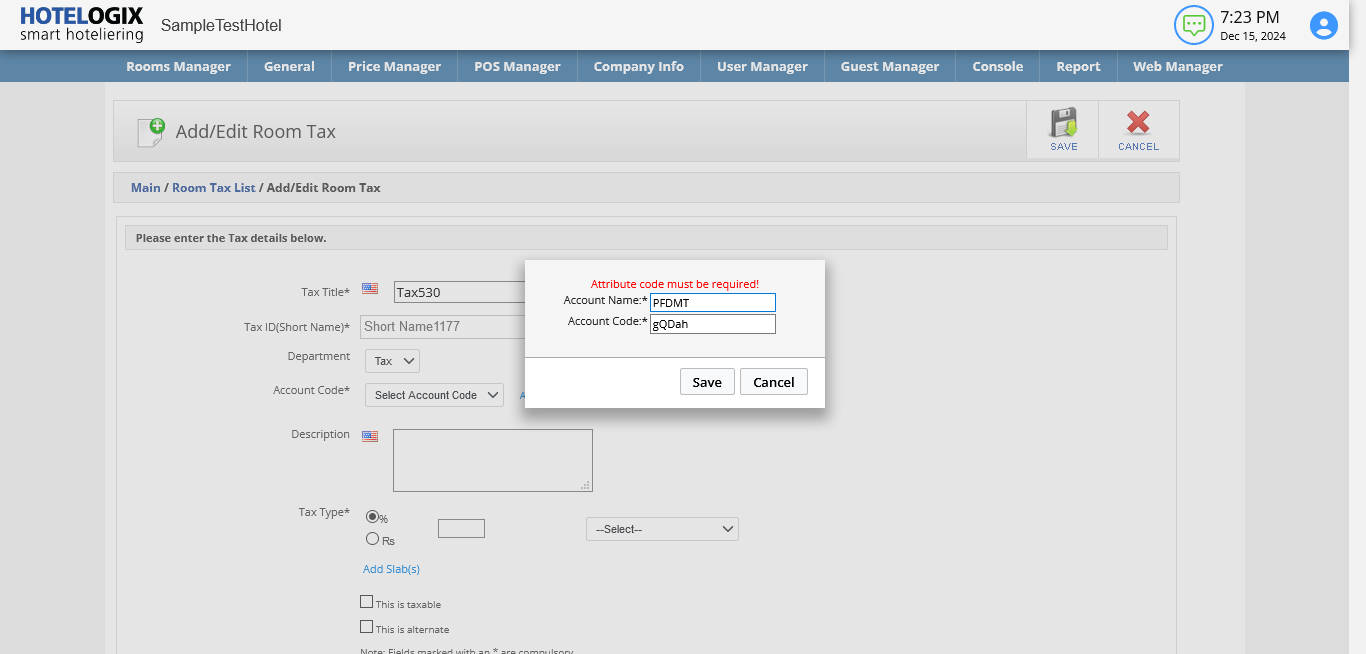 HOTELOGIX
smart hoteliering
SampleTestHotel
7:23 PM
Dec 15, 2024
Rooms Manager
General
Price Manager
POS Manager
Company Info
User Manager
Guest Manager
Console
Report
Web Manager
Add/Edit Room Tax
SAVE
CANCEL
Main / Room Tax List / Add/Edit Room Tax
Please enter the Tax details below.
Attribute code must be required!
Account Name:* PFDMT
Account Code:* gQDah
Save
Cancel
Tax Title* Tax530
Tax ID(Short Name)* Short Name1177
Department Tax
Account Code* Select Account Code
Description
Tax Type* %
Rs
--Select--
Add Slab(s)
This is taxable
This is alternate
Note: Fields marked with an * are compulsory